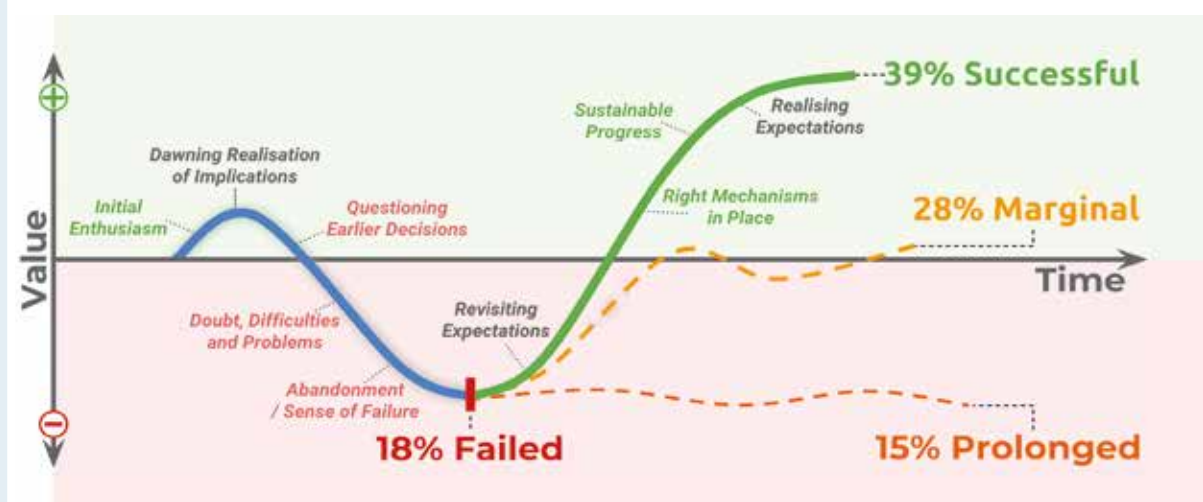 39% Successful
Sustainable
Progress
Realising
Expectations
Dawning Realisation
of Implications
Initial
Enthusiasm
Questioning
Earlier Decisions
Right Mechanisms
in Place
28% Marginal
Value
Time
Doubt, Difficulties
and Problems
Revisiting
Expectations
Abandonment
/ Sense of Failure
18% Failed
15% Prolonged